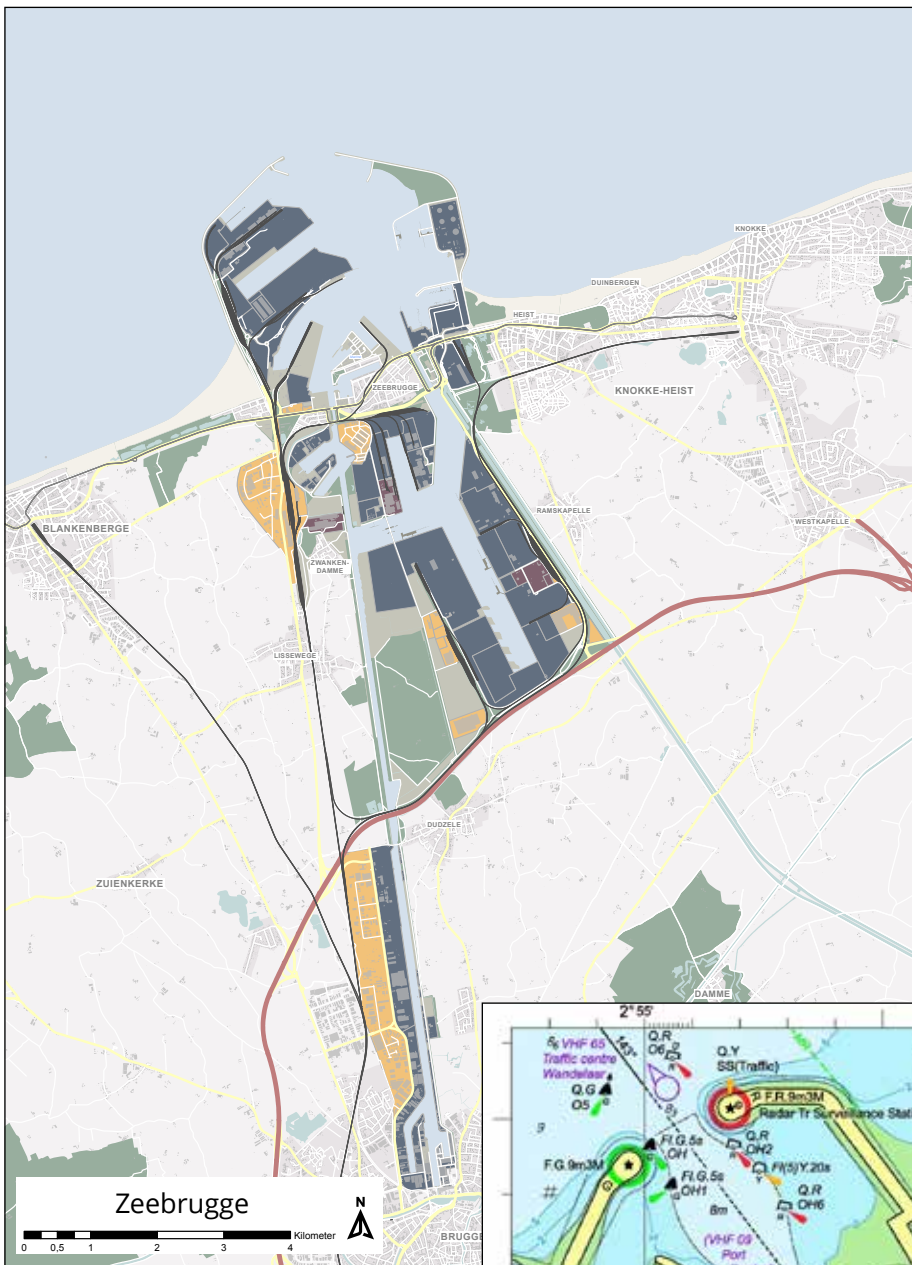 KNOKKE
DUINBERGEN
HEIST
ZEEBRUGGE
KNOKKE-HEIST
BLANKENBERGE
RAMSKAPELLE
WESTKAPELLE
ZWANKEN-
DAMME
LISSEWEGE
DUDZELE
ZUIENKERKE
DAMME
BRUGGE
Zeebrugge
0 0,5 1 2 3 4 Kilometer
N
2° 55'
VHF 65
Traffic centre
Wandelaar
143°
Q.R
O6
Q.Y
SS(Traffic)
Q.G
O5
F.R.9m3M
Radar Tr Surveillance Stat
9
Fl.G.5s
OH
Q.R
OH2
Fl(5)Y.20s
F.G.9m3M
Fl.G.5s
OH1
Q.R
OH6
8m
(VHF 09
Port